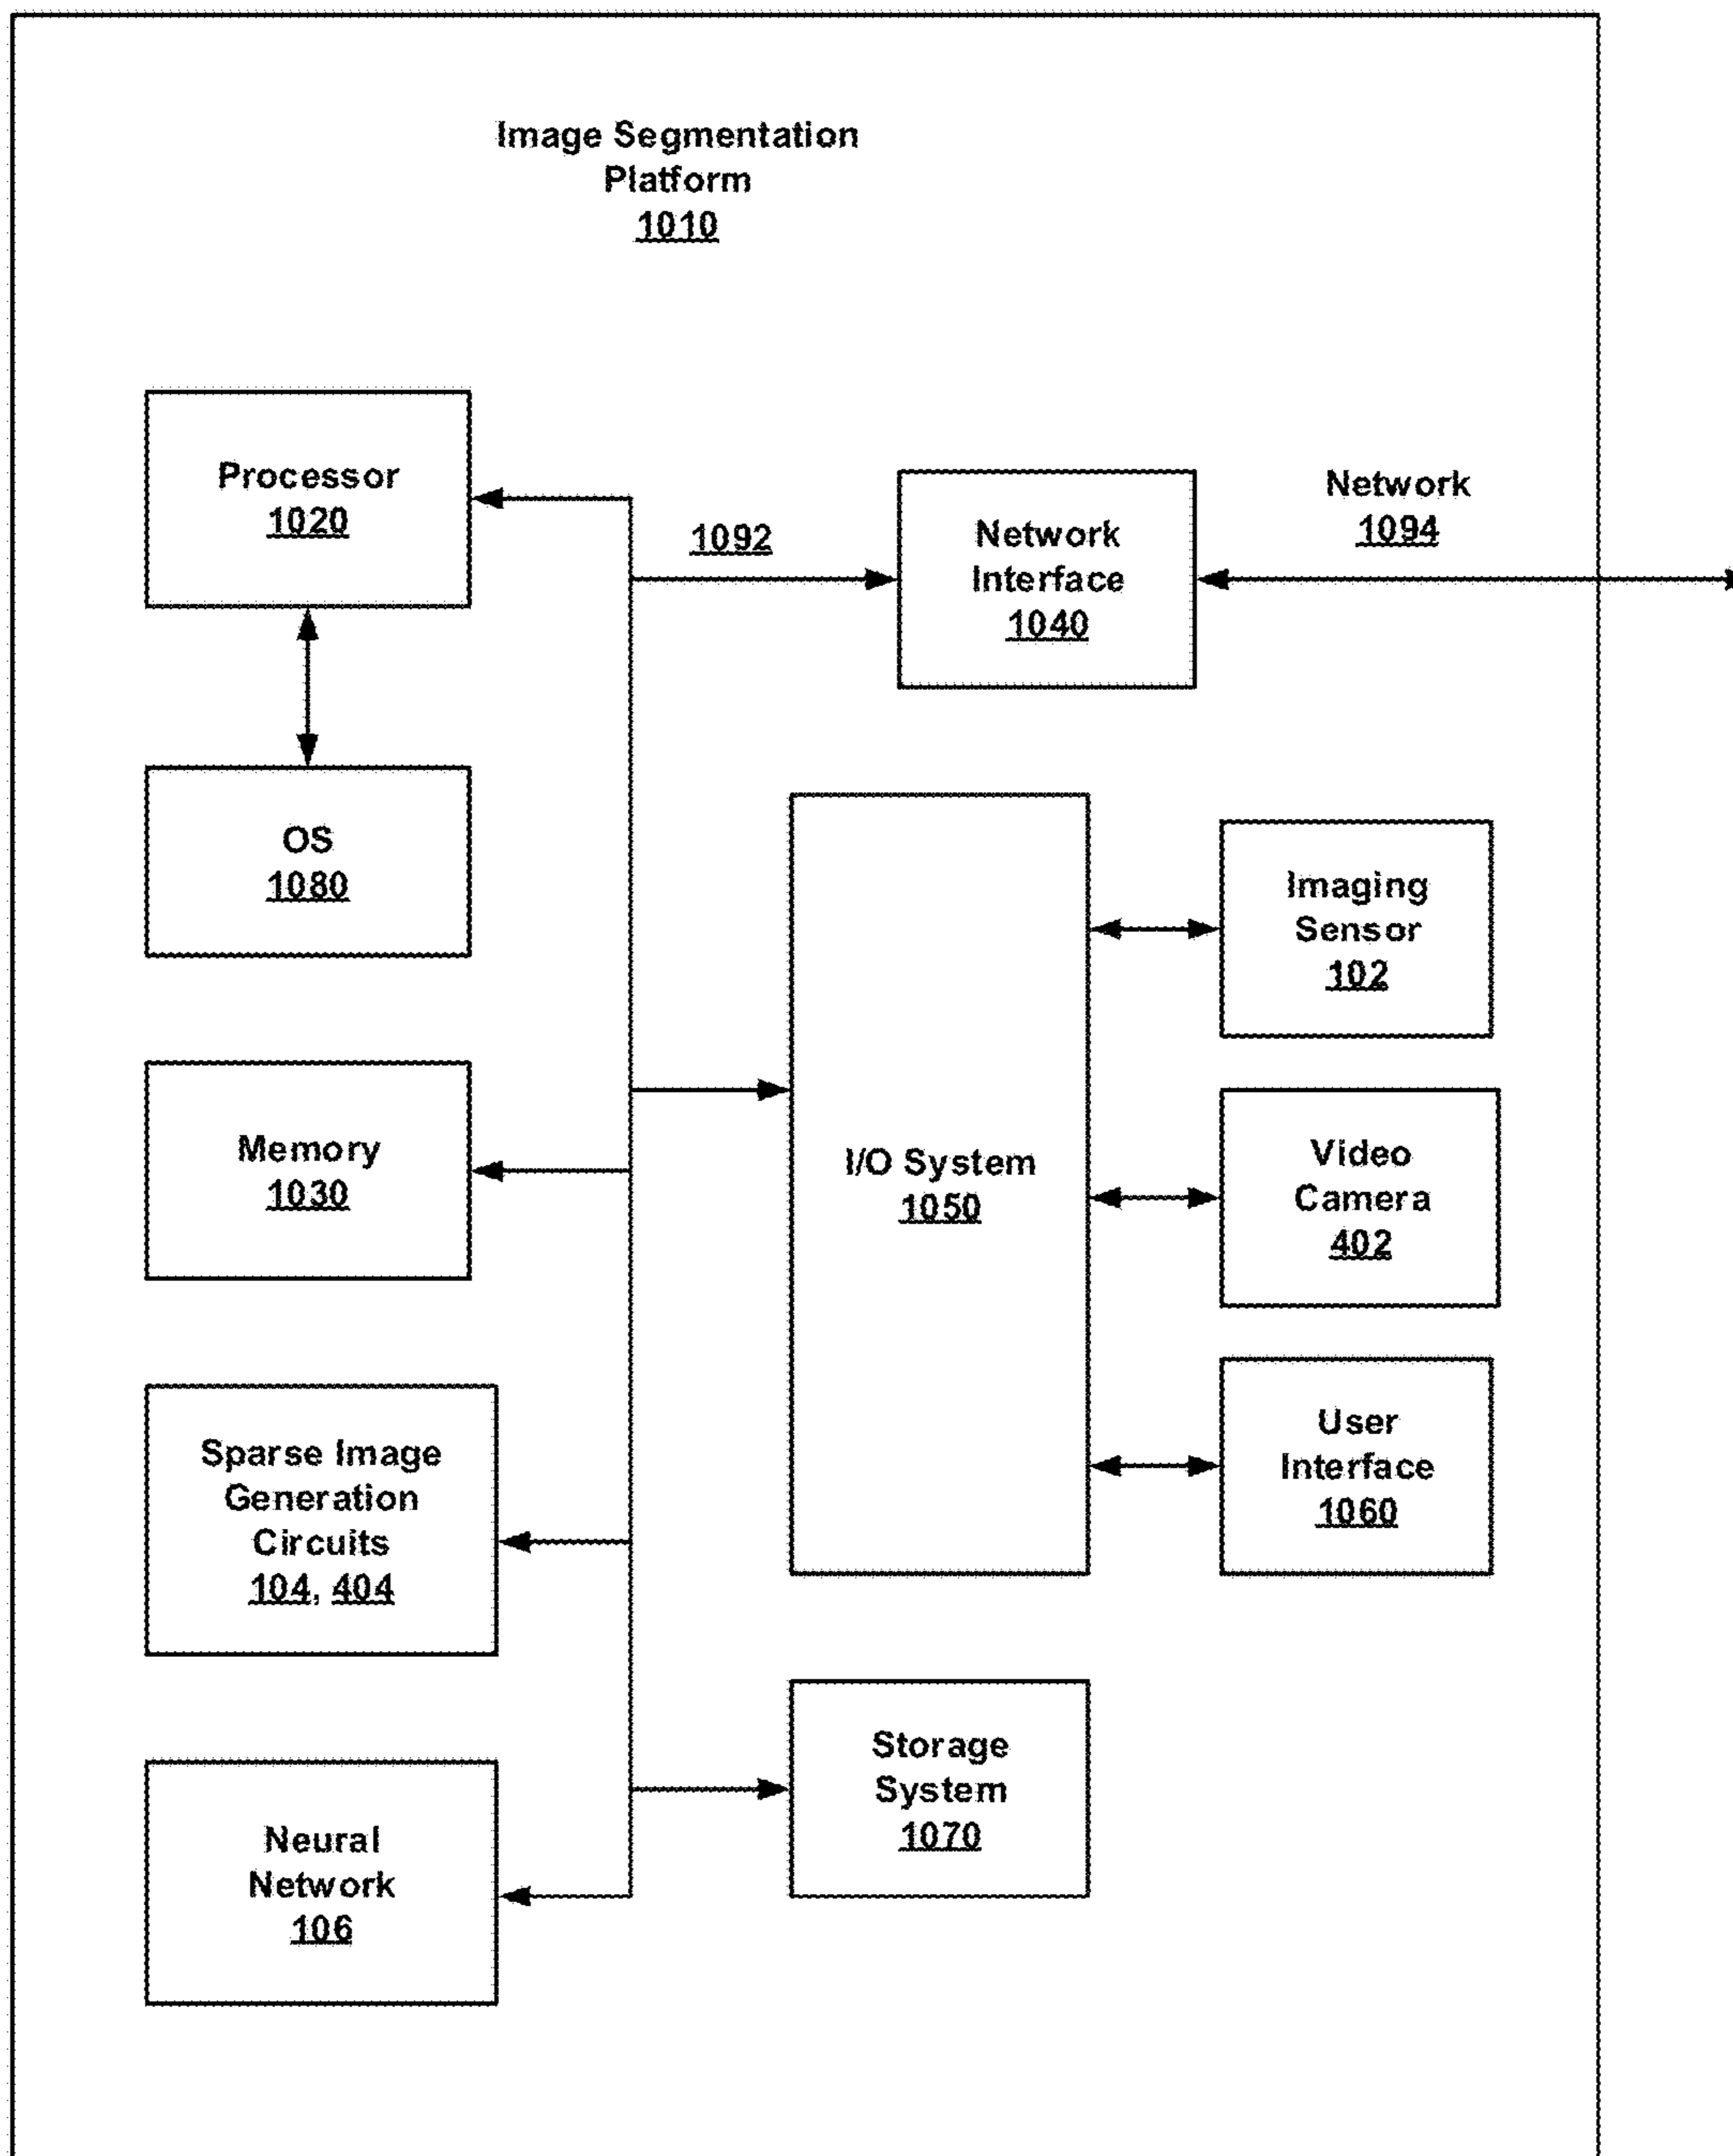 Image Segmentation
Platform
1010
Processor
1020
1092
Network
Interface
1040
Network
1094
OS
1080
Imaging
Sensor
102
Memory
1030
I/O System
1050
Video
Camera
402
Sparse Image
Generation
Circuits
104, 404
User
Interface
1060
Storage
System
1070
Neural
Network
106